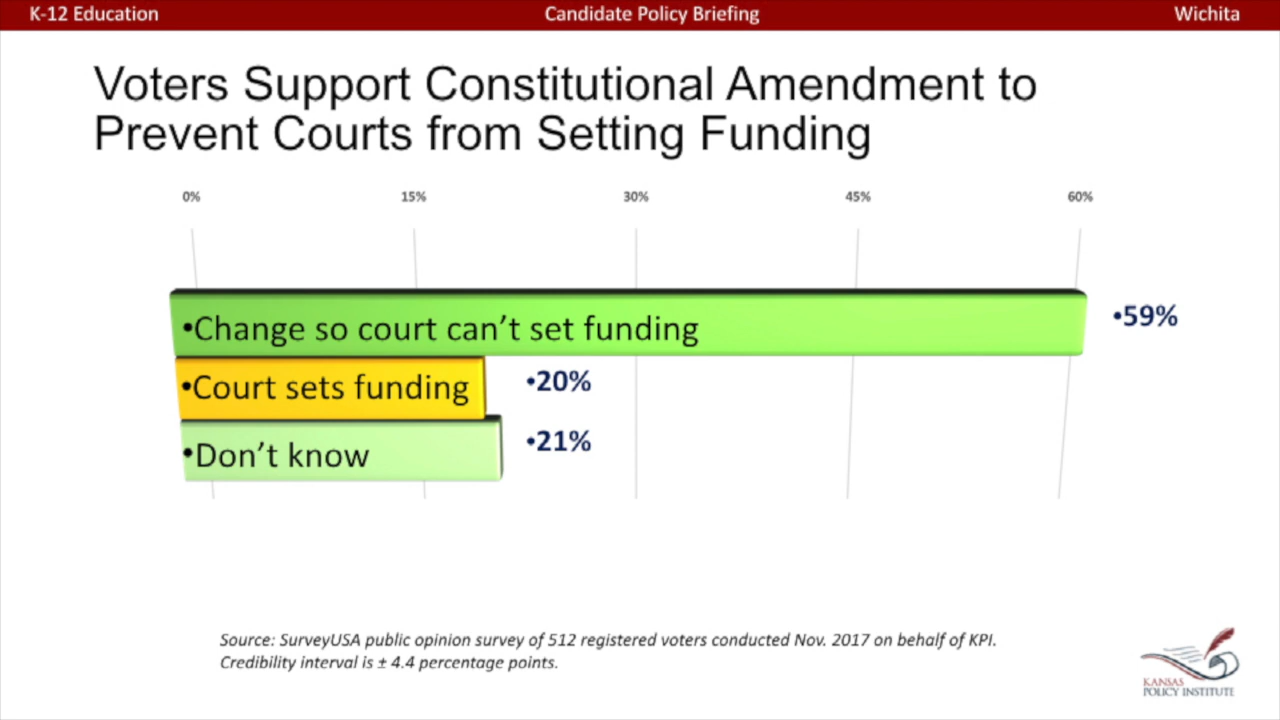 K-12 Education
Candidate Policy Briefing
Wichita
Voters Support Constitutional Amendment to
Prevent Courts from Setting Funding
0%
15%
30%
45%
60%
•Change so court can’t set funding
•59%
•Court sets funding
•20%
•Don’t know
•21%
Source: SurveyUSA public opinion survey of 512 registered voters conducted Nov. 2017 on behalf of KPI.
Credibility interval is ± 4.4 percentage points.
KANSAS
POLICY INSTITUTE